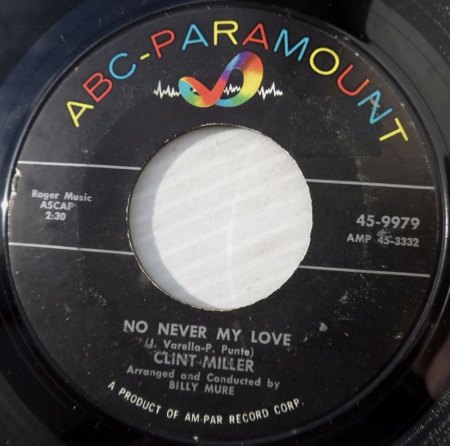 ABC-PARAMOUNT
Roger Music
ASCAP
2:30
45-9979
AMP 45-3332
NO NEVER MY LOVE
(J. Varella-P. Punte)
CLINT MILLER
Arranged and Conducted by
BILLY MURE
A PRODUCT OF AM-PAR RECORD CORP.